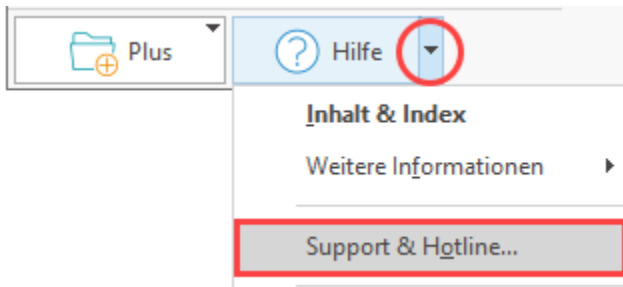 Plus
Hilfe
Inhalt & Index
Weitere Informationen
Support & Hotline...